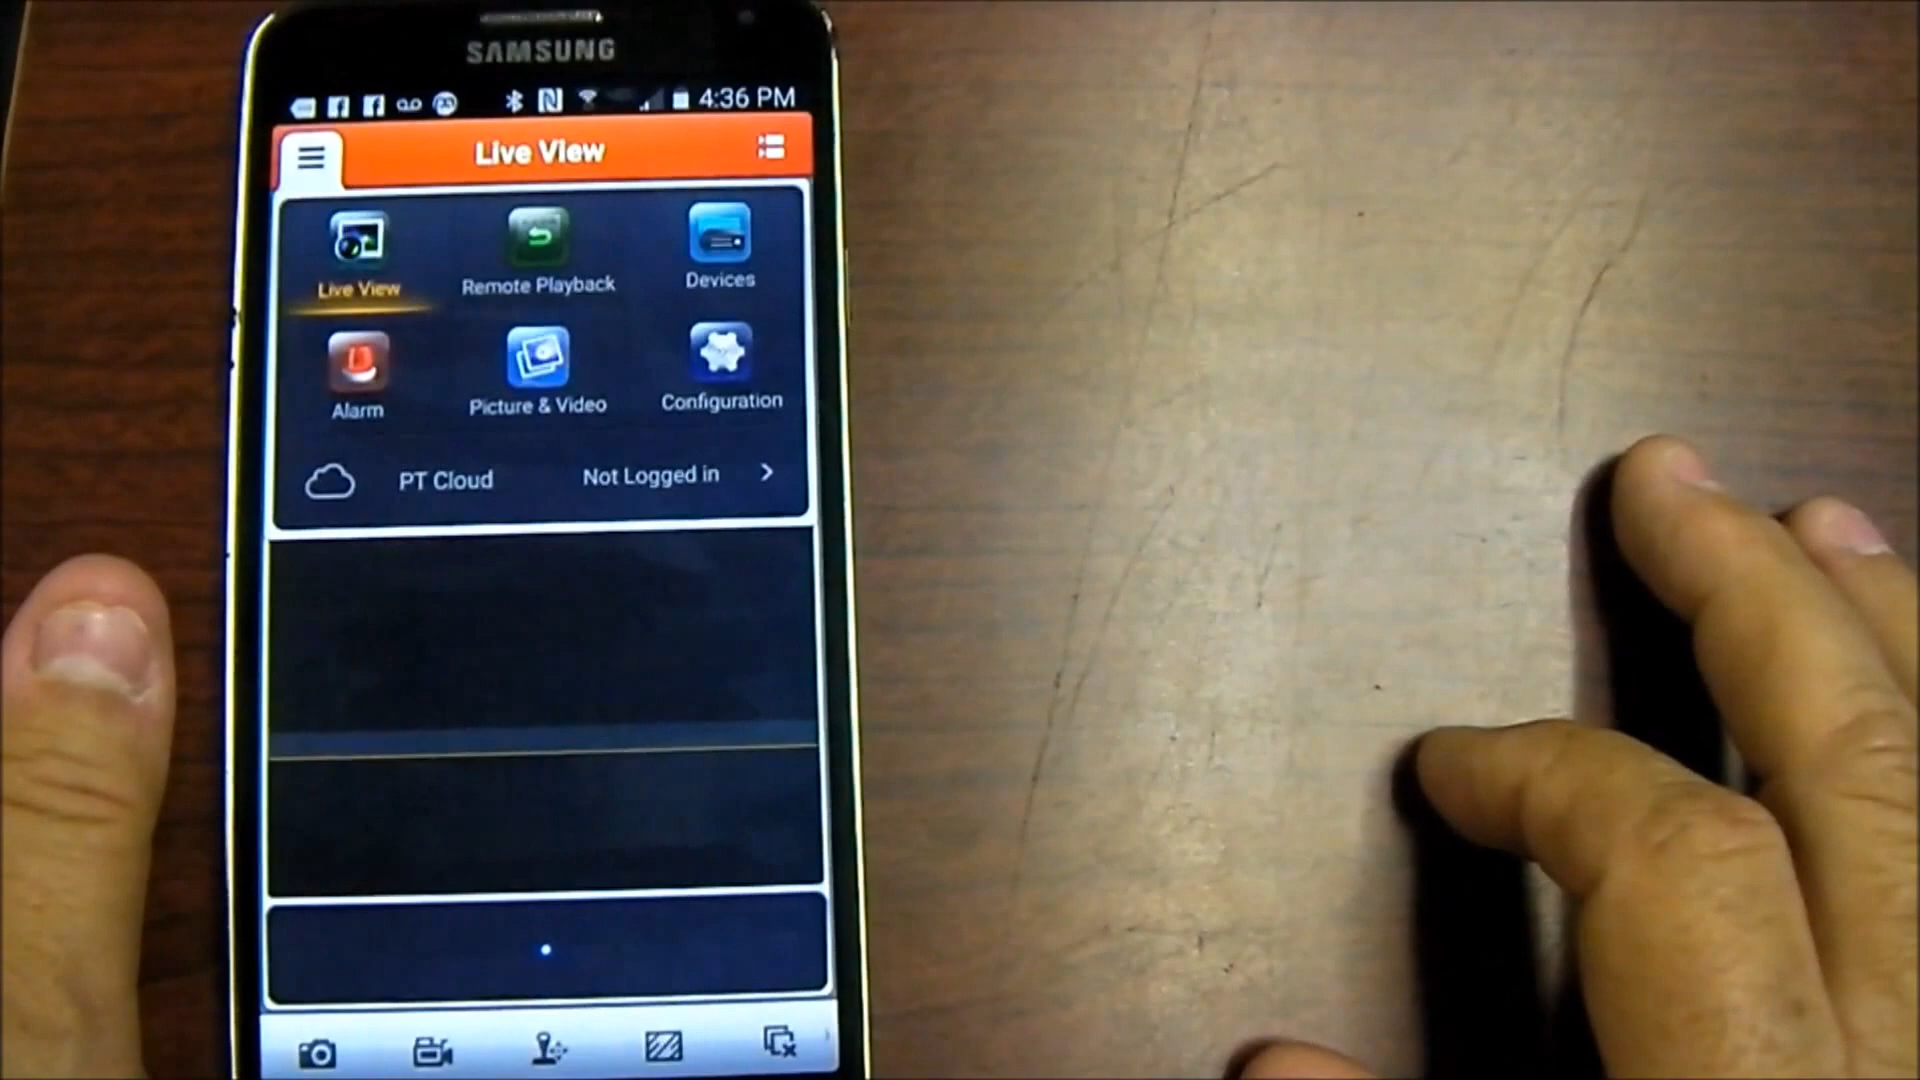 SAMSUNG
4:36 PM
Live View
Live View Remote Playback Devices
Alarm Picture & Video Configuration
PT Cloud Not Logged in